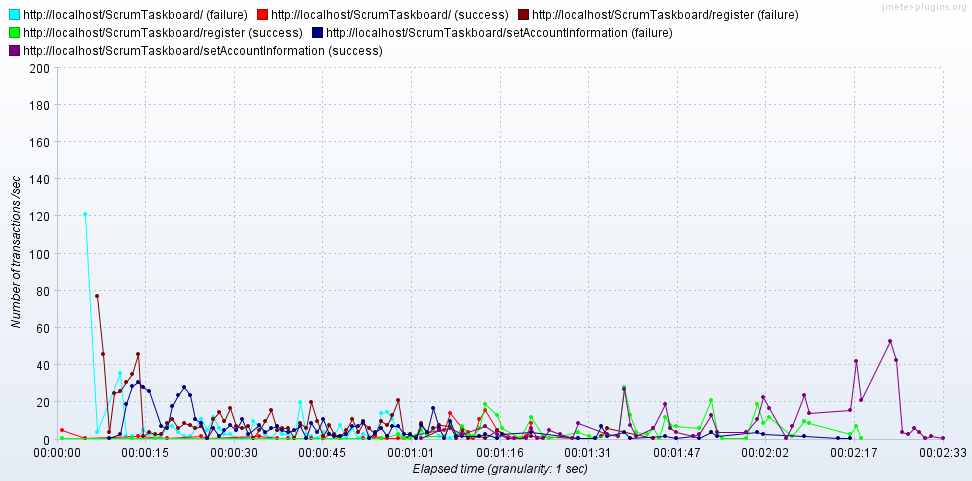 jmeter-plugins.org
http://localhost/ScrumTaskboard/ (failure) http://localhost/ScrumTaskboard/ (success) http://localhost/ScrumTaskboard/register (failure)
http://localhost/ScrumTaskboard/register (success) http://localhost/ScrumTaskboard/setAccountInformation (failure)
http://localhost/ScrumTaskboard/setAccountInformation (success)
200
180
160
140
120
100
80
60
40
20
0
Number of transactions /sec
00:00:00 00:00:15 00:00:30 00:00:45 00:01:01 00:01:16 00:01:31 00:01:47 00:02:02 00:02:17 00:02:33
Elapsed time (granularity: 1 sec)